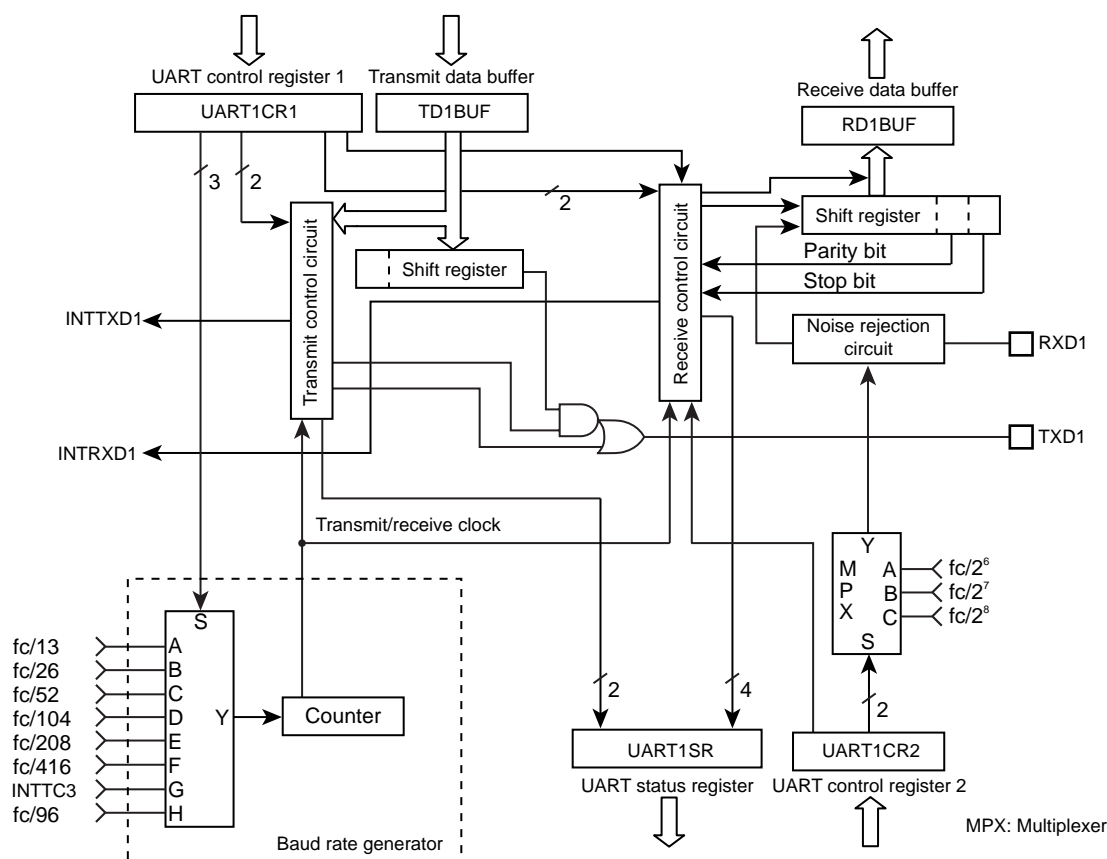 UART control register 1
Transmit data buffer
Receive data buffer
UART1CR1
TD1BUF
RD1BUF
3
2
2
Transmit control circuit
Shift register
Receive control circuit
Shift register
Parity bit
Stop bit
INTTXD1
Noise rejection
circuit
RXD1
INTRXD1
TXD1
Transmit/receive clock
Y
M
P
X
A
B
C
S
fc/2⁶
fc/2⁷
fc/2⁸
S
fc/13
A
fc/26
B
fc/52
C
fc/104
D
fc/208
E
fc/416
F
INTTC3
G
fc/96
H
Y
Counter
2
4
2
UART1SR
UART1CR2
UART status register
UART control register 2
Baud rate generator
MPX: Multiplexer